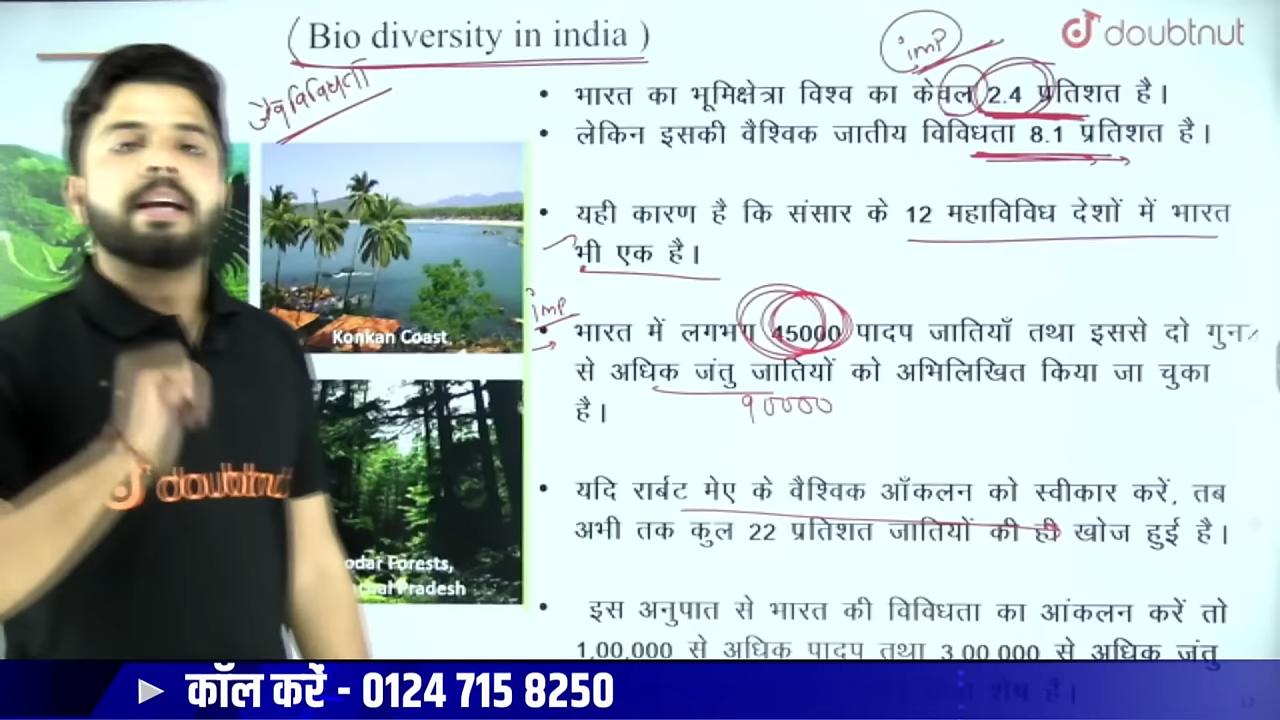 ( Bio diversity in india )
जैव विविधता
imp
doubtnut
• भारत का भूमिक्षेत्रा विश्व का केवल 2.4 प्रतिशत है।
• लेकिन इसकी वैश्विक जातीय विविधता 8.1 प्रतिशत है।
• यही कारण है कि संसार के 12 महाविविध देशों में भारत
भी एक है।
imp
• भारत में लगभग 45000 पादप जातियाँ तथा इससे दो गुन
से अधिक जंतु जातियों को अभिलिखित किया जा चुका
है।
90000
• यदि रार्बट मेए के वैश्विक आँकलन को स्वीकार करें, तब
अभी तक कुल 22 प्रतिशत जातियों की ही खोज हुई है।
• इस अनुपात से भारत की विविधता का आंकलन करें तो
1,00,000 से अधिक पादप तथा 3,00,000 से अधिक जंतु
शेष है।
Konkan Coast
odar Forests,
Pradesh
doubtnut
कॉल करें - 0124 715 8250